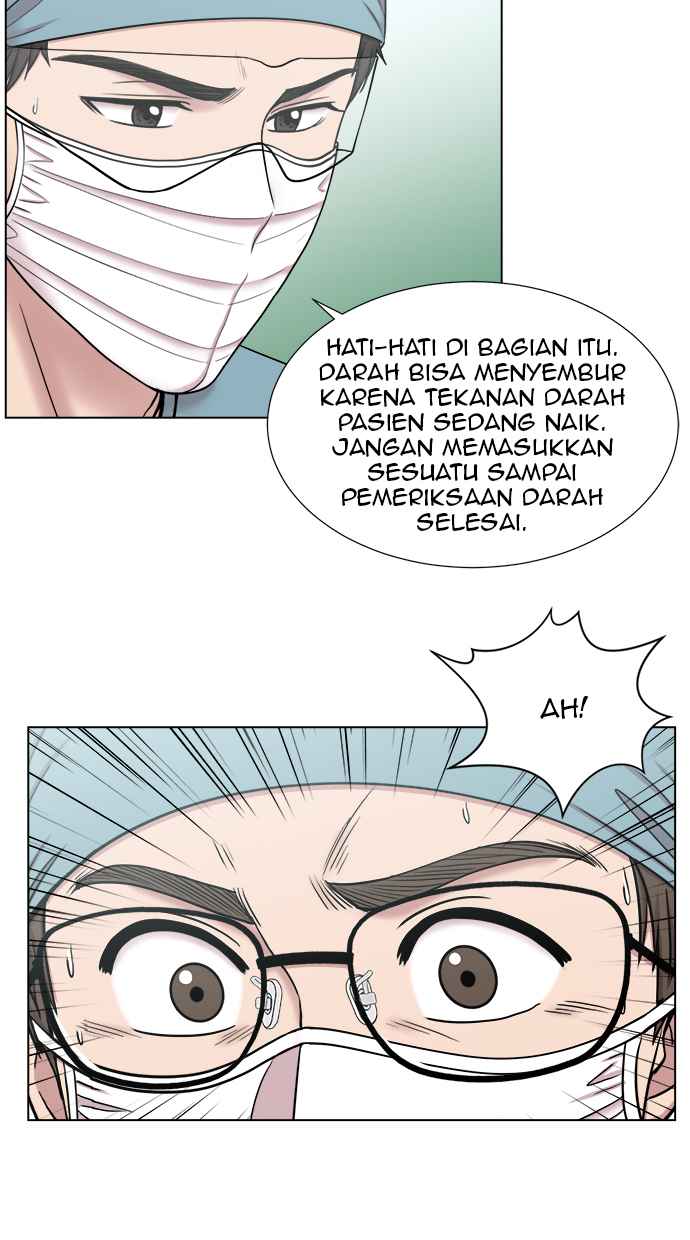 HATI-HATI DI BAGIAN ITU.
DARAH BISA MENYEMBUR
KARENA TEKANAN DARAH
PASIEN SEDANG NAIK.
JANGAN MEMASUKKAN
SESUATU SAMPAI
PEMERIKSAAN DARAH
SELESAI.
AH!